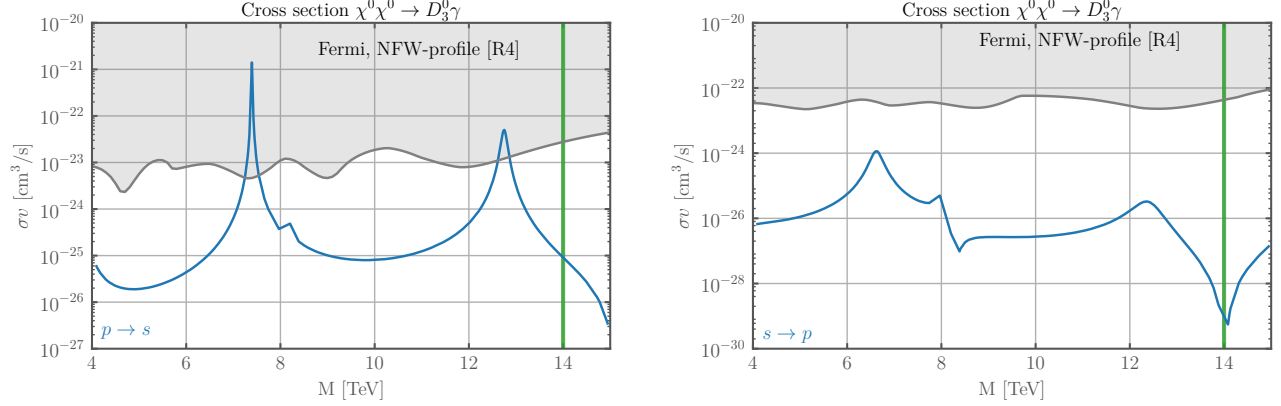 Cross section χ⁰χ⁰ → D₃⁰γ
Fermi, NFW-profile [R4]
10⁻²⁰
10⁻²¹
10⁻²²
10⁻²³
10⁻²⁴
10⁻²⁵
10⁻²⁶
10⁻²⁷
σv [cm³/s]
p → s
4 6 8 10 12 14
M [TeV]
Cross section χ⁰χ⁰ → D₃⁰γ
Fermi, NFW-profile [R4]
10⁻²⁰
10⁻²²
10⁻²⁴
10⁻²⁶
10⁻²⁸
10⁻³⁰
σv [cm³/s]
s → p
4 6 8 10 12 14
M [TeV]